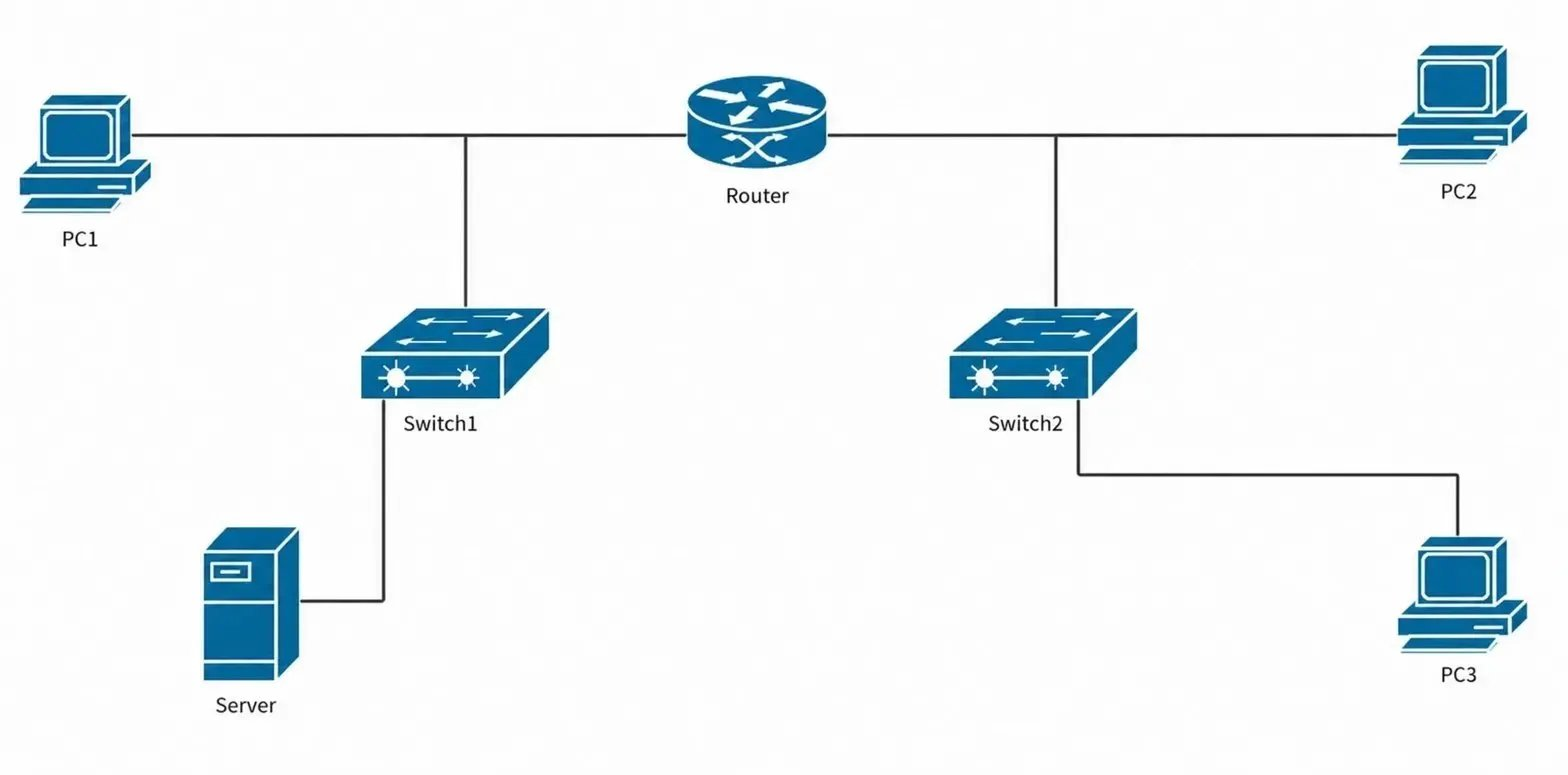 PC1
Router
PC2
Switch1
Switch2
Server
PC3